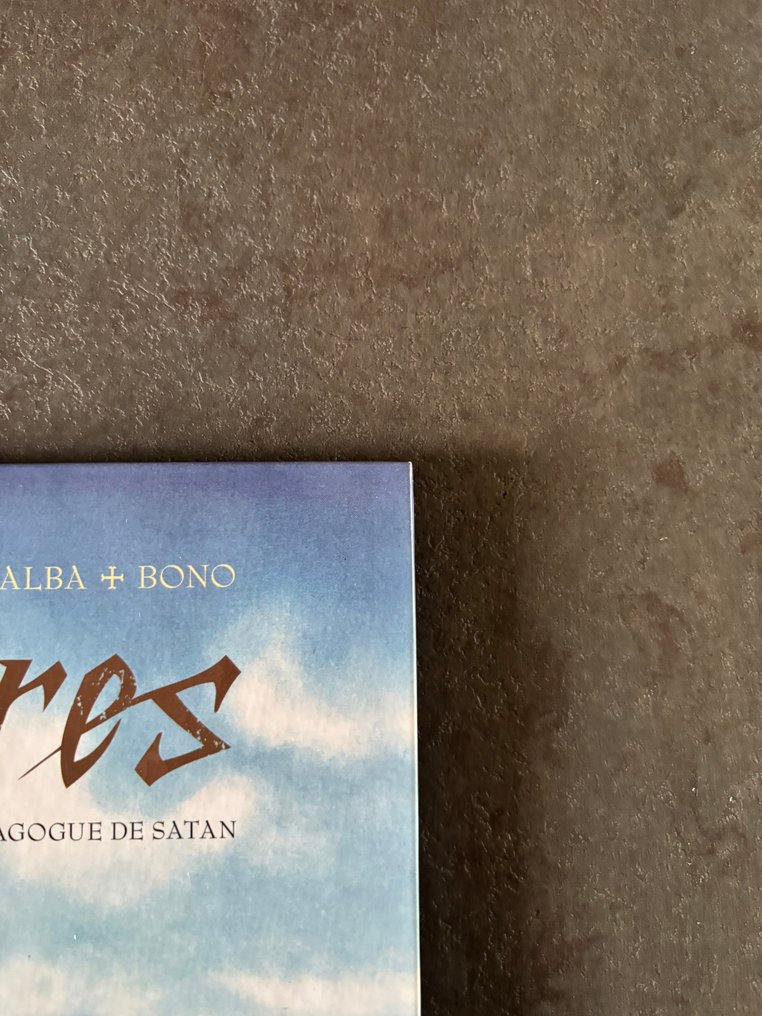 ALBA ✢ BONO
res
AGOGUE DE SATAN